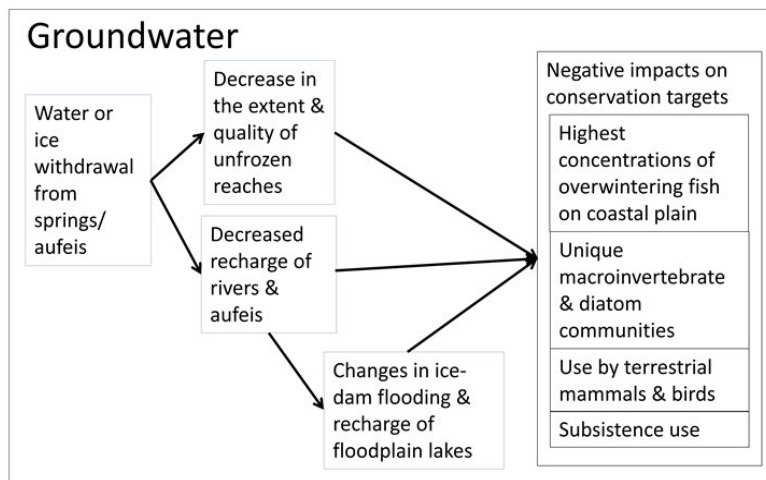 Groundwater
Water or
ice
withdrawal
from
springs/
aufeis
Decrease in
the extent &
quality of
unfrozen
reaches
Decreased
recharge of
rivers &
aufeis
Changes in ice-
dam flooding &
recharge of
floodplain lakes
Negative impacts on
conservation targets
Highest
concentrations of
overwintering fish
on coastal plain
Unique
macroinvertebrate
& diatom
communities
Use by terrestrial
mammals & birds
Subsistence use